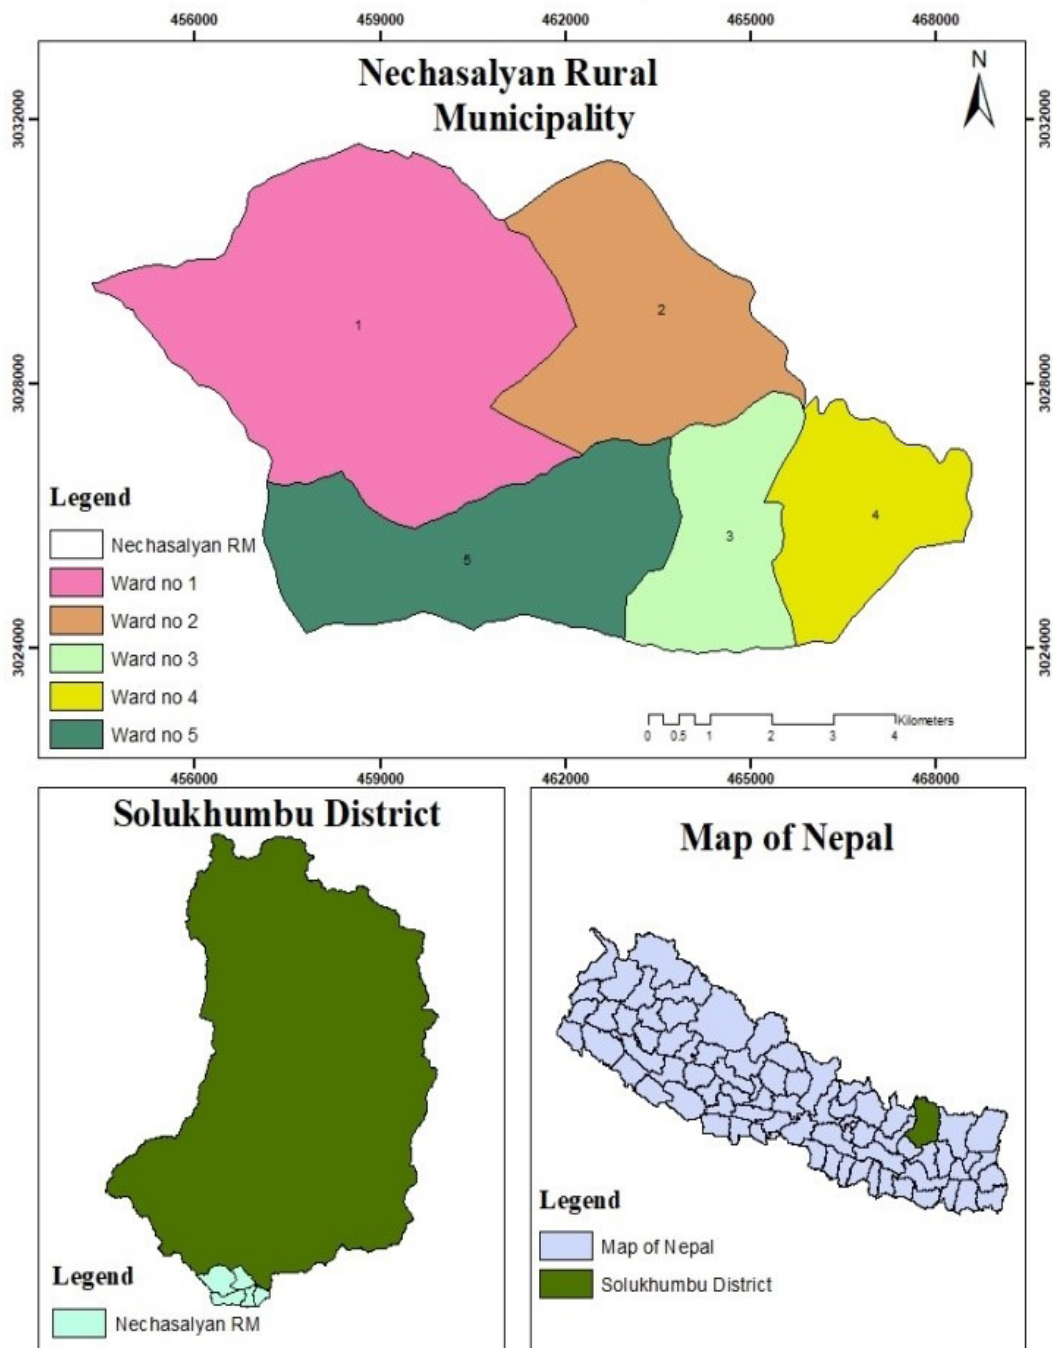 456000 459000 462000 465000 468000
Nechasalyan Rural
Municipality
N
3032000 3032000
1
2
3028000 3028000
Legend
4
3
5
Nechasalyan RM
Ward no 1
Ward no 2
3024000 3024000
Ward no 3
Ward no 4
Ward no 5
Kilometers
0 0.5 1 2 3 4
456000 459000 462000 465000 468000
Solukhumbu District
Legend
Nechasalyan RM
Map of Nepal
Legend
Map of Nepal
Solukhumbu District